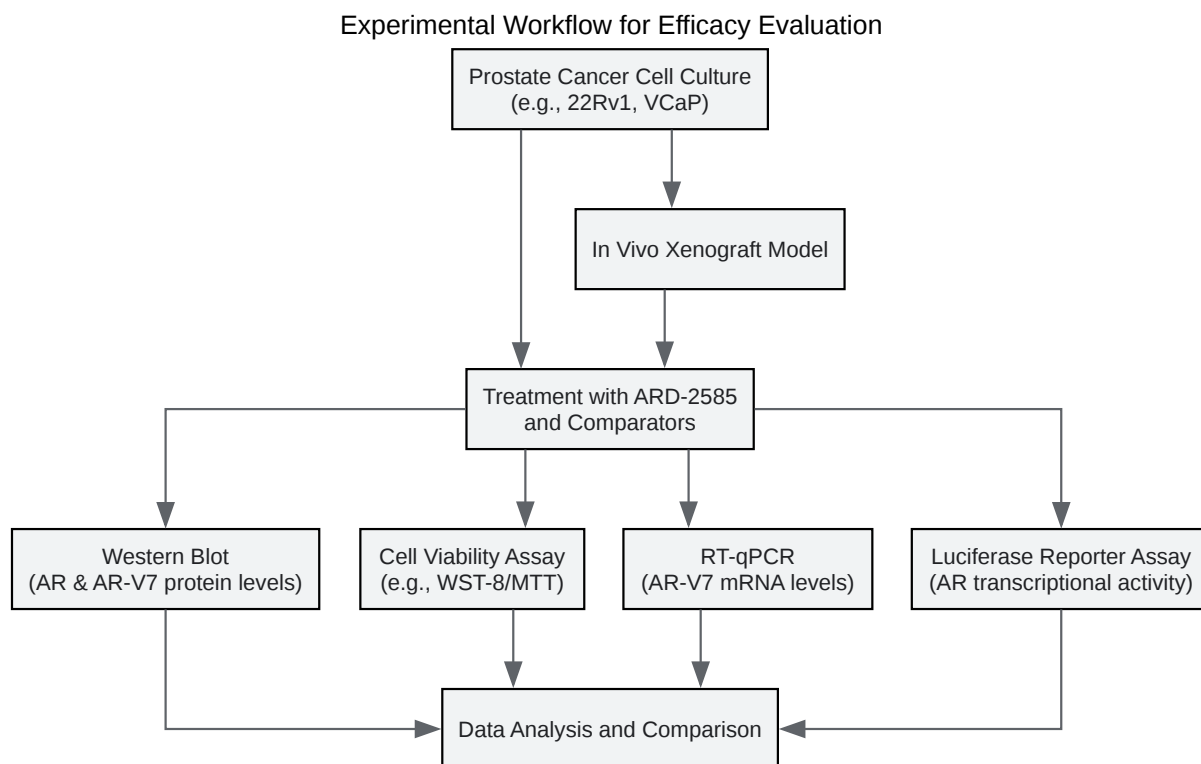 Experimental Workflow for Efficacy Evaluation
Prostate Cancer Cell Culture
(e.g., 22Rv1, VCaP)
In Vivo Xenograft Model
Treatment with ARD-2585
and Comparators
Western Blot
(AR & AR-V7 protein levels)
Cell Viability Assay
(e.g., WST-8/MTT)
RT-qPCR
(AR-V7 mRNA levels)
Luciferase Reporter Assay
(AR transcriptional activity)
Data Analysis and Comparison